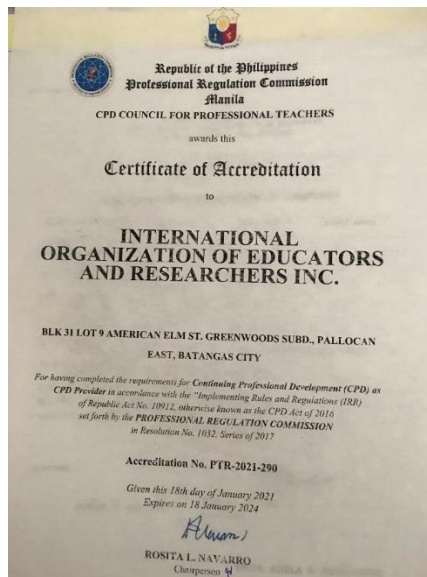 Republic of the Philippines
Professional Regulation Commission
Manila
CPD COUNCIL FOR PROFESSIONAL TEACHERS
awards this
Certificate of Accreditation
to
INTERNATIONAL
ORGANIZATION OF EDUCATORS
AND RESEARCHERS INC.
BLK 31 LOT 9 AMERICAN ELM ST. GREENWOODS SUBD., PALLOCAN
EAST, BATANGAS CITY
For having completed the requirements for Continuing Professional Development (CPD) as
CPD Provider is accordance with the "Implementing Rules and Regulations (IRR)
of Republic Act No. 10912, otherwise known as the CPD Act of 2016
set forth by the PROFESSIONAL REGULATION COMMISSION
in Resolution No. 1032, Series of 2017
Accreditation No. PTR-2021-290
Given this 18th day of January 2021
Expires on 18 January 2024
ROSITA L. NAVARRO
Chairperson